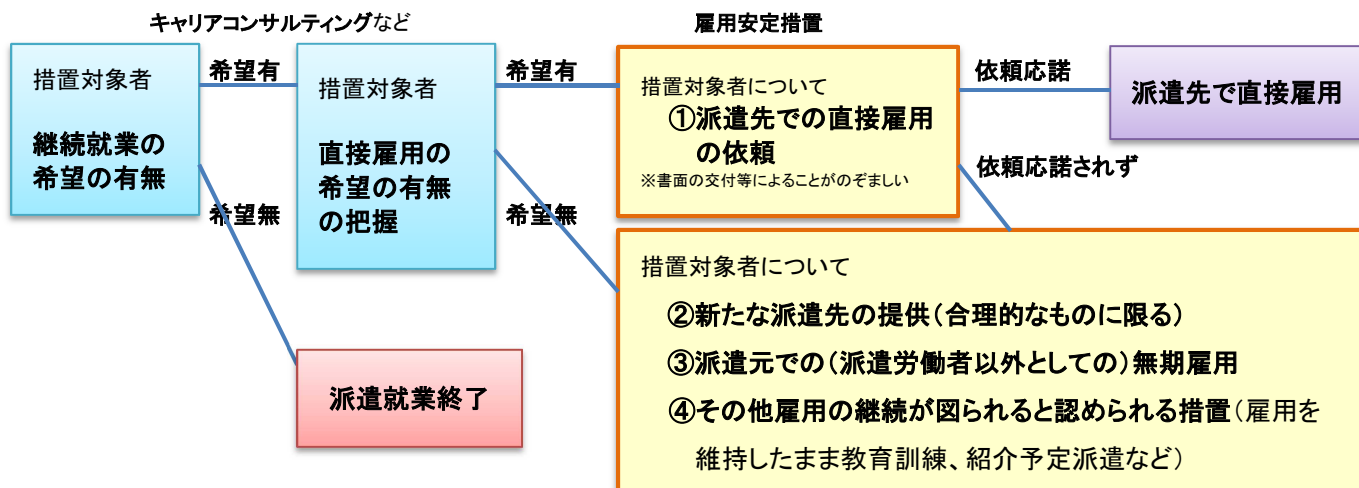 キャリアコンサルティングなど
雇用安定措置
措置対象者
継続就業の
希望の有無
希望有
希望無
措置対象者
直接雇用の
希望の有無
の把握
希望有
希望無
措置対象者について
①派遣先での直接雇用
の依頼
※書面の交付等によることがのぞましい
依頼応諾
依頼応諾されず
派遣先で直接雇用
派遣就業終了
措置対象者について
②新たな派遣先の提供（合理的なものに限る）
③派遣元での（派遣労働者以外としての）無期雇用
④その他雇用の継続が図られると認められる措置（雇用を
維持したまま教育訓練、紹介予定派遣など）